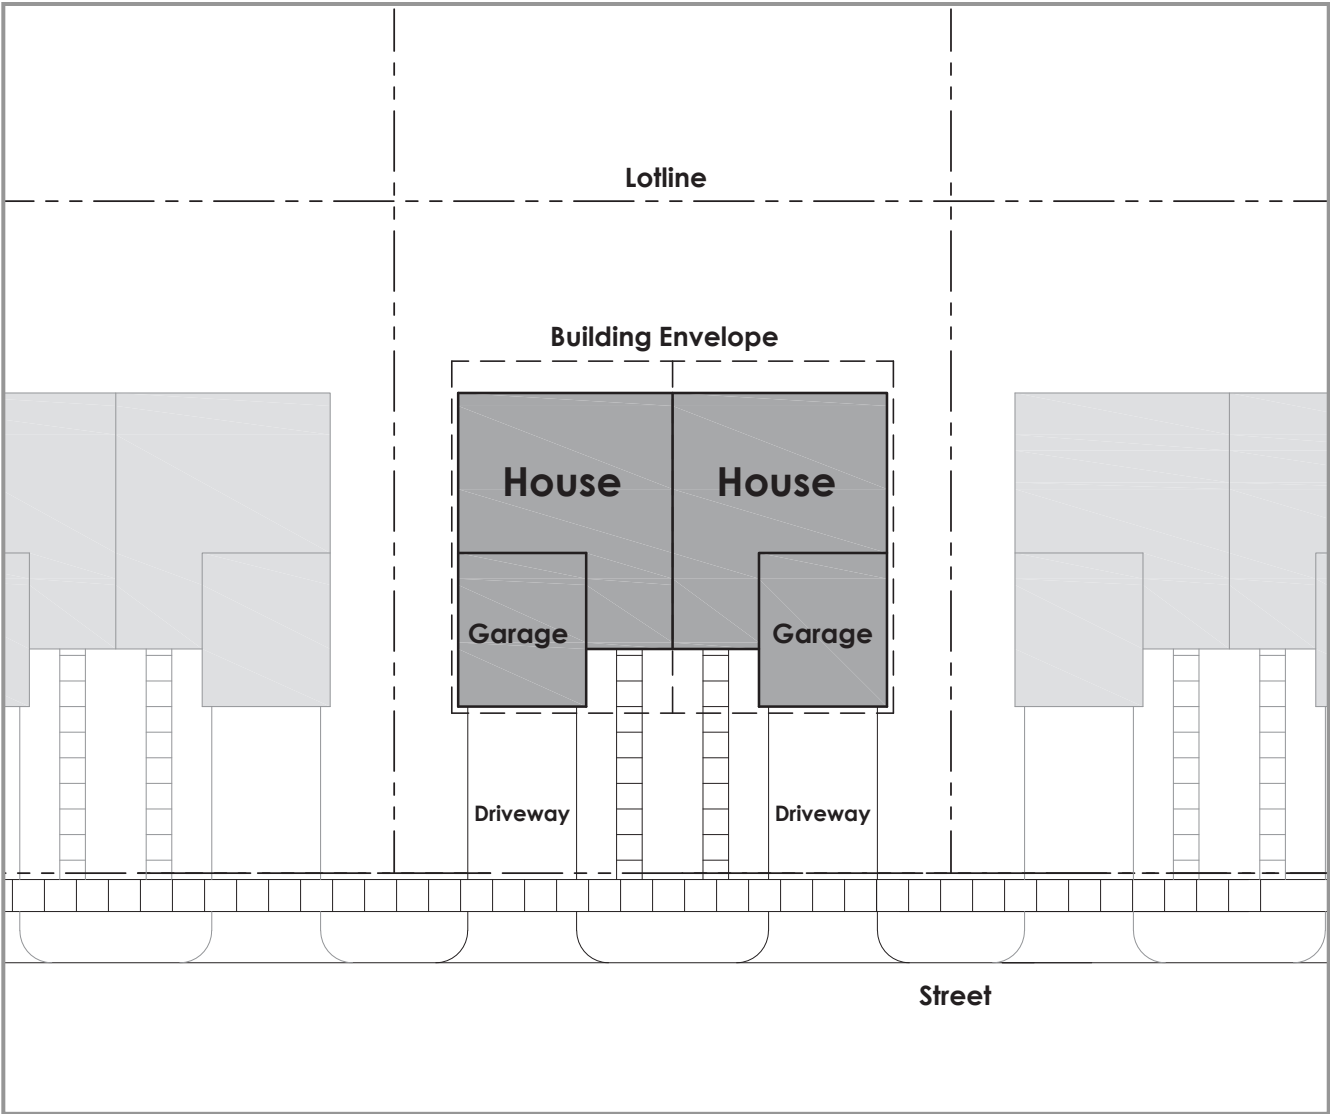 Lotline
Building Envelope
House House
Garage Garage
Driveway Driveway
Street